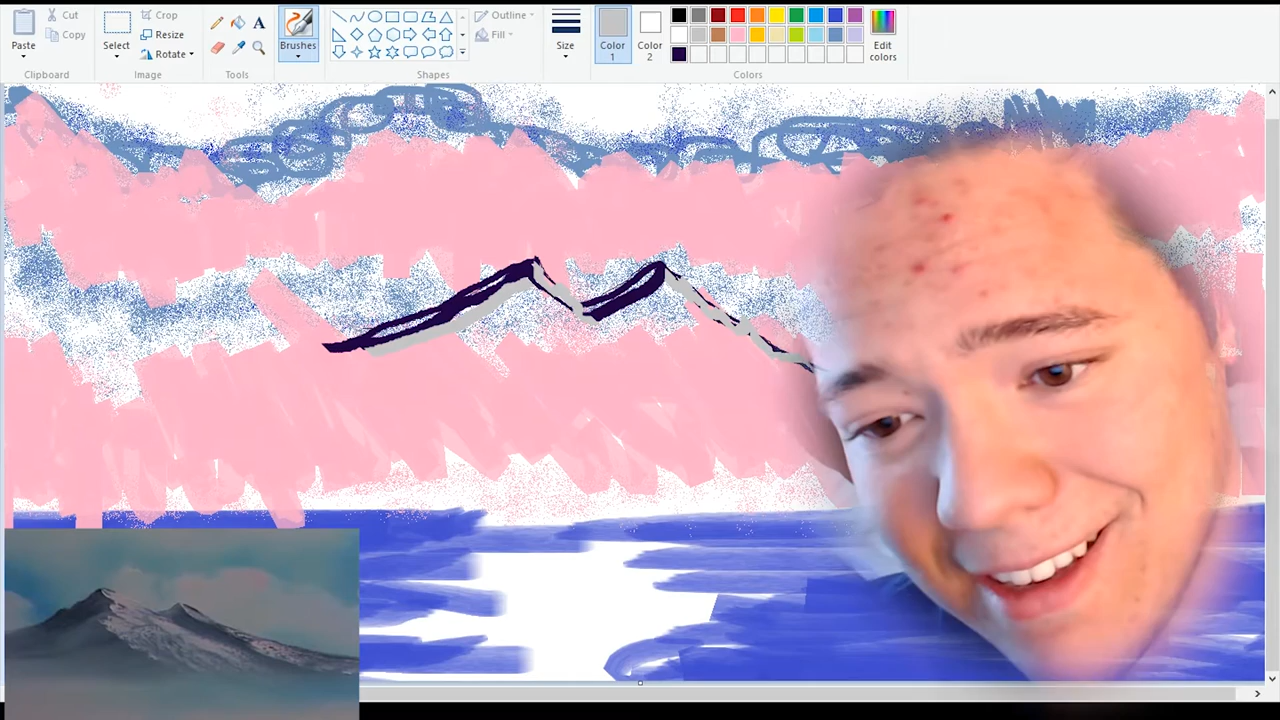 Paste
Cut
Copy
Clipboard
Select
Crop
Resize
Rotate
Image
A
Tools
Brushes
Outline
Fill
Shapes
Size
Color
1
Color
2
Edit
colors
Colors